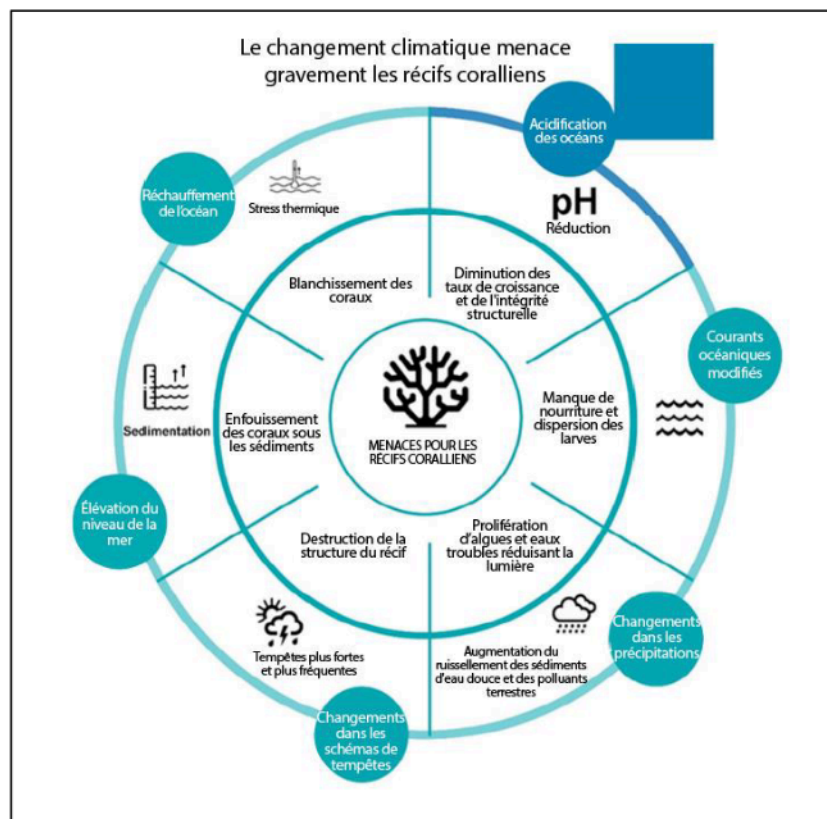 Le changement climatique menace
gravement les récifs coralliens
Acidification
des océans
pH
Réduction
Diminution des
taux de croissance
et de l'intégrité
structurelle
Courants
océaniques
modifiés
Manque de
nourriture et
dispersion des
larves
Changements
dans les
précipitations
Augmentation du
ruissellement des sédiments
d'eau douce et des polluants
terrestres
Prolifération
d'algues et eaux
troubles réduisant la
lumière
Changements
dans les
schémas de
tempêtes
Tempêtes plus fortes
et plus fréquentes
Destruction de la
structure du récif
Élévation du
niveau de la
mer
Sedimentation
Enfouissement
des coraux sous
les sédiments
Réchauffement
de l'océan
Stress thermique
Blanchissement des
coraux
MENACES POUR LES
RÉCIFS CORALLIENS